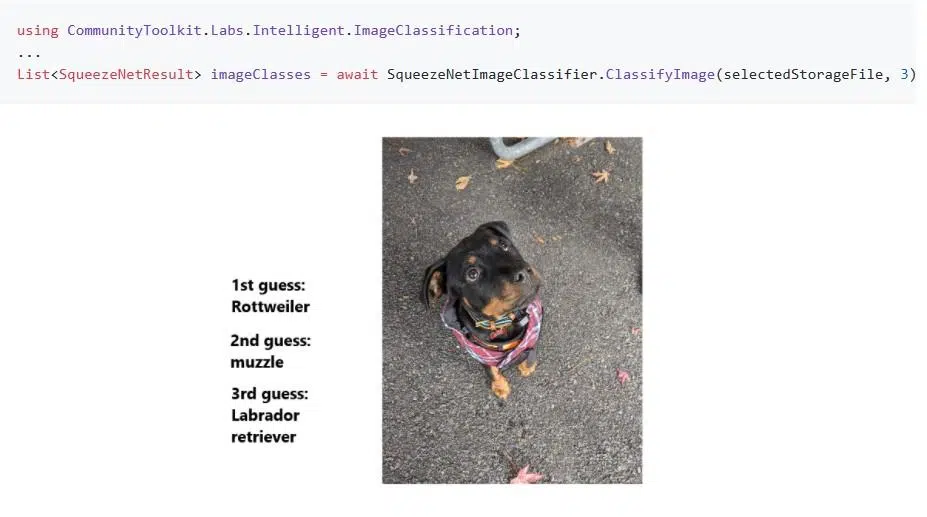 using CommunityToolkit.Labs.Intelligent.ImageClassification;
...
List<SqueezeNetResult> imageClasses = await SqueezeNetImageClassifier.ClassifyImage(selectedStorageFile, 3)
1st guess:
Rottweiler
2nd guess:
muzzle
3rd guess:
Labrador
retriever